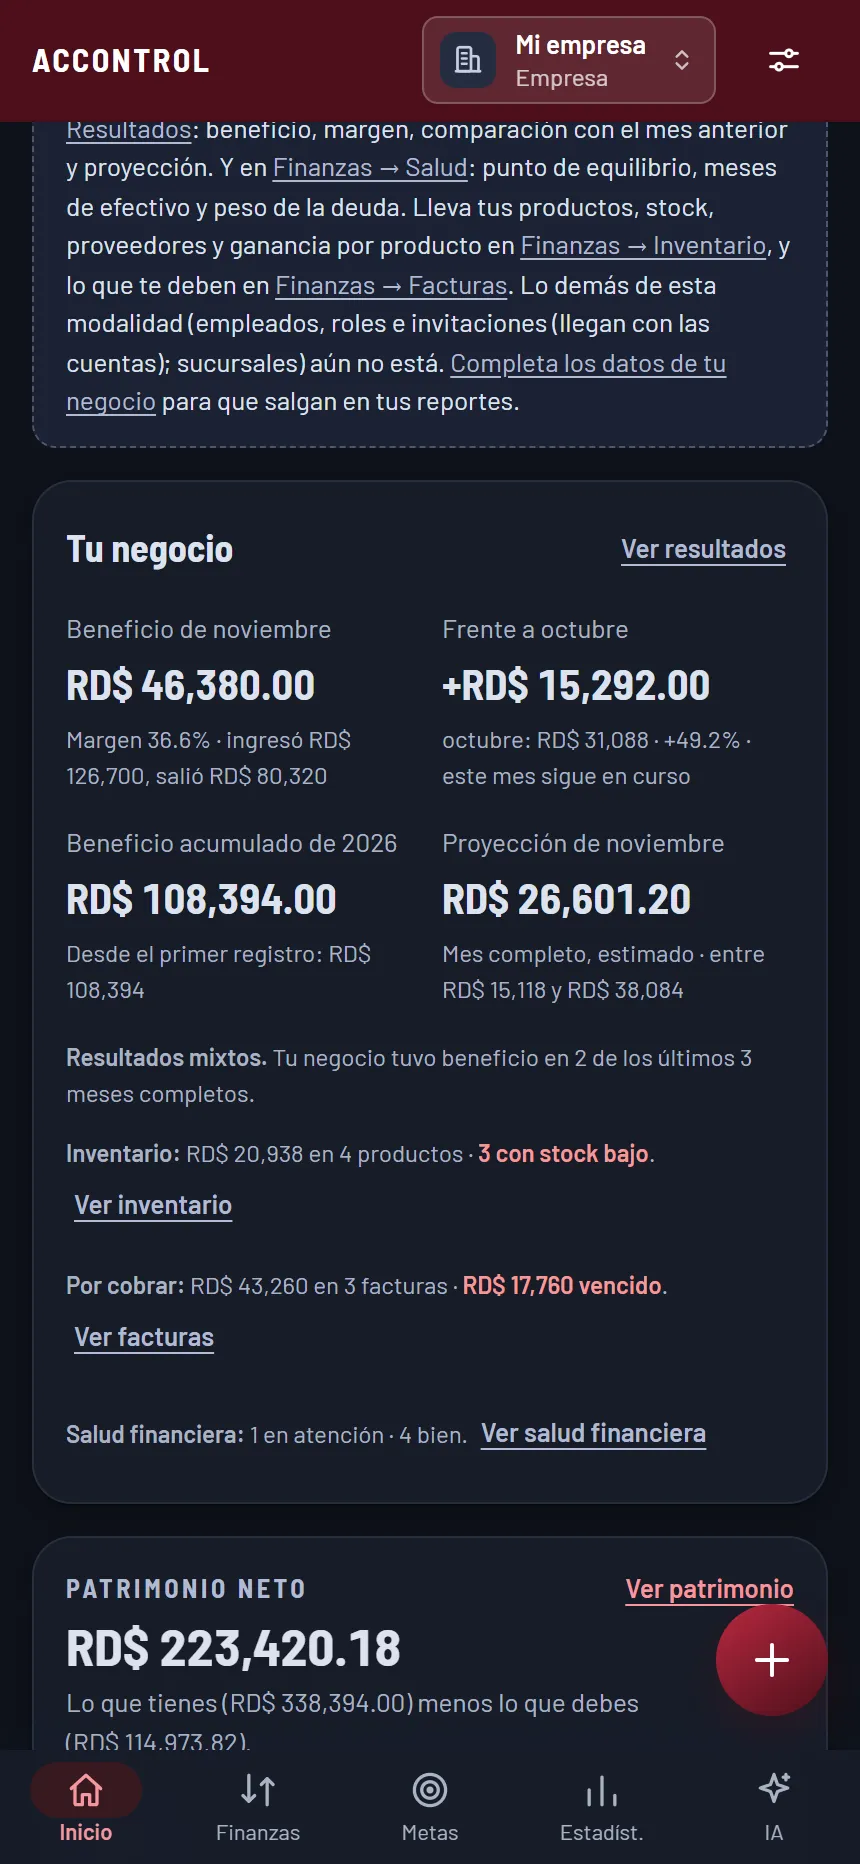 ACCONTROL
Mi empresa
Empresa
Resultados: beneficio, margen, comparación con el mes anterior
y proyección. Y en Finanzas → Salud: punto de equilibrio, meses
de efectivo y peso de la deuda. Lleva tus productos, stock,
proveedores y ganancia por producto en Finanzas → Inventario, y
lo que te deben en Finanzas → Facturas. Lo demás de esta
modalidad (empleados, roles e invitaciones (llegan con las
cuentas); sucursales) aún no está. Completa los datos de tu
negocio para que salgan en tus reportes.
Tu negocio
Ver resultados
Beneficio de noviembre
RD$ 46,380.00
Margen 36.6% · ingresó RD$
126,700, salió RD$ 80,320
Frente a octubre
+RD$ 15,292.00
octubre: RD$ 31,088 · +49.2% ·
este mes sigue en curso
Beneficio acumulado de 2026
RD$ 108,394.00
Desde el primer registro: RD$
108,394
Proyección de noviembre
RD$ 26,601.20
Mes completo, estimado · entre
RD$ 15,118 y RD$ 38,084
Resultados mixtos. Tu negocio tuvo beneficio en 2 de los últimos 3
meses completos.
Inventario: RD$ 20,938 en 4 productos · 3 con stock bajo.
Ver inventario
Por cobrar: RD$ 43,260 en 3 facturas · RD$ 17,760 vencido.
Ver facturas
Salud financiera: 1 en atención · 4 bien. Ver salud financiera
PATRIMONIO NETO
Ver patrimonio
RD$ 223,420.18
Lo que tienes (RD$ 338,394.00) menos lo que debes
(RD$ 114,973.82).
Inicio
Finanzas
Metas
Estadíst.
IA